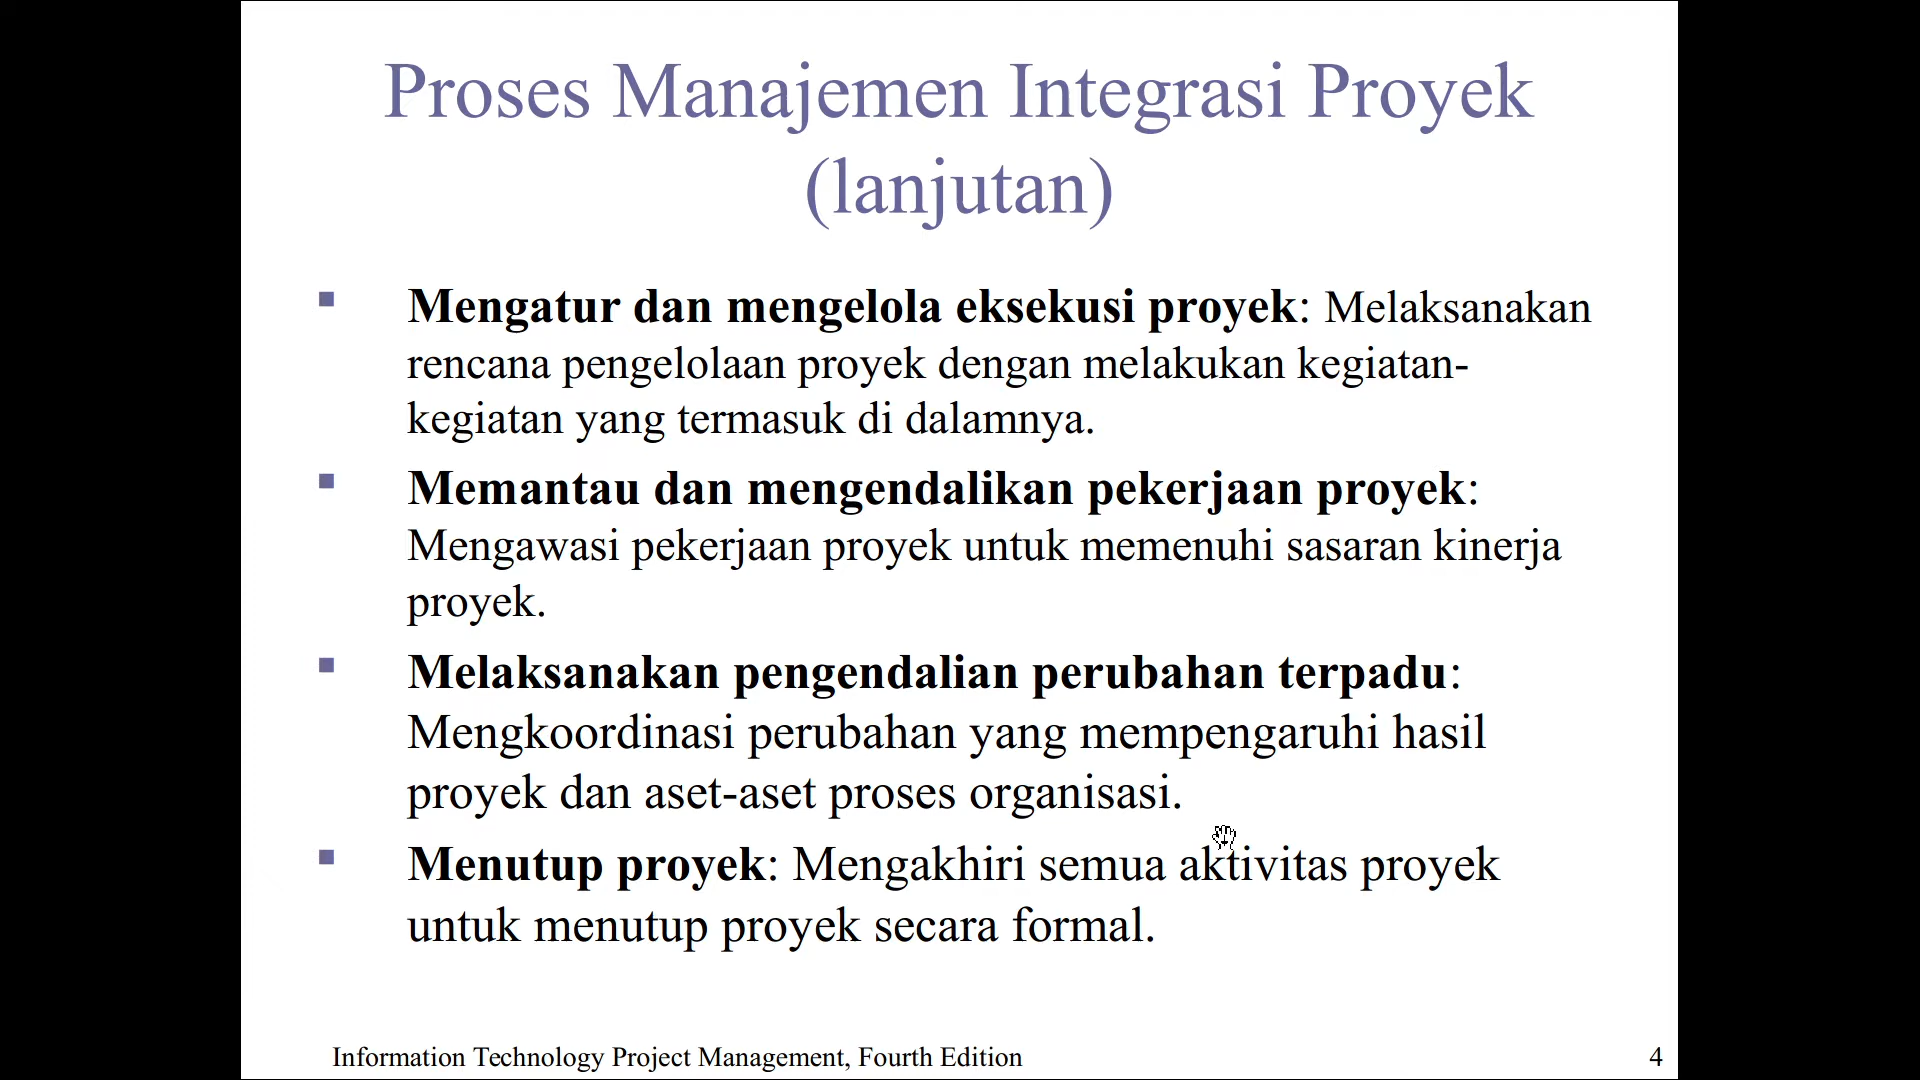 Proses Manajemen Integrasi Proyek
(lanjutan)
Mengatur dan mengelola eksekusi proyek: Melaksanakan
rencana pengelolaan proyek dengan melakukan kegiatan-
kegiatan yang termasuk di dalamnya.
Memantau dan mengendalikan pekerjaan proyek:
Mengawasi pekerjaan proyek untuk memenuhi sasaran kinerja
proyek.
Melaksanakan pengendalian perubahan terpadu:
Mengkoordinasi perubahan yang mempengaruhi hasil
proyek dan aset-aset proses organisasi.
Menutup proyek: Mengakhiri semua aktivitas proyek
untuk menutup proyek secara formal.
Information Technology Project Management, Fourth Edition
4